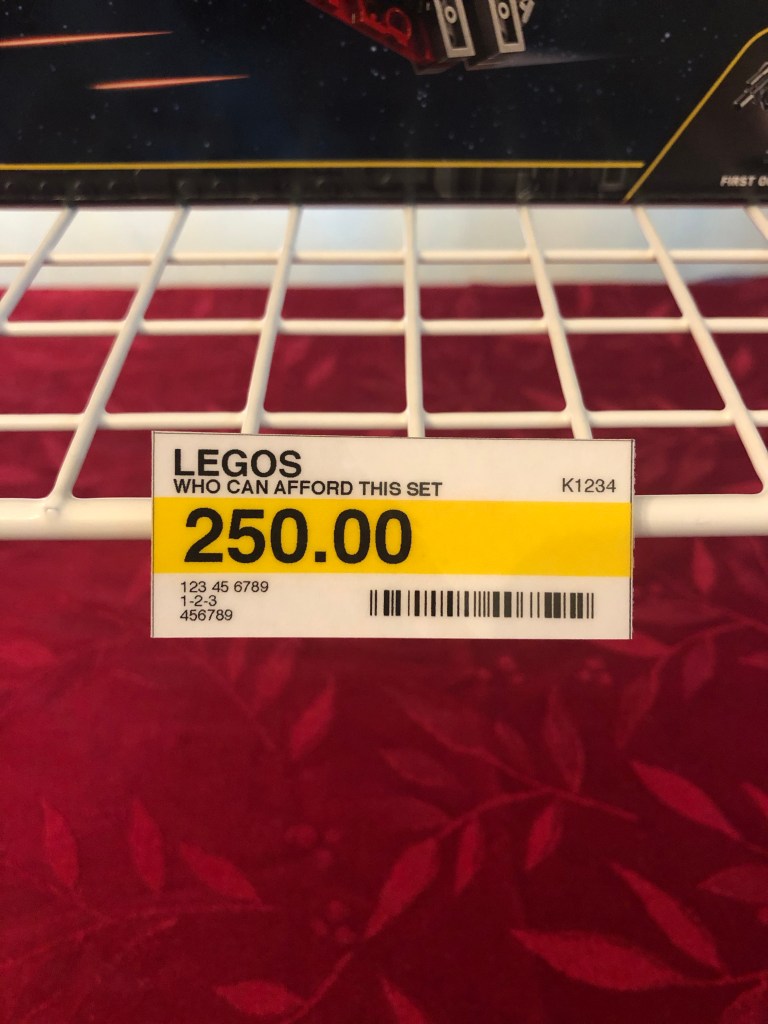 FIRST
LEGOS
WHO CAN AFFORD THIS SET
K1234
250.00
123 45 6789
1-2-3
456789